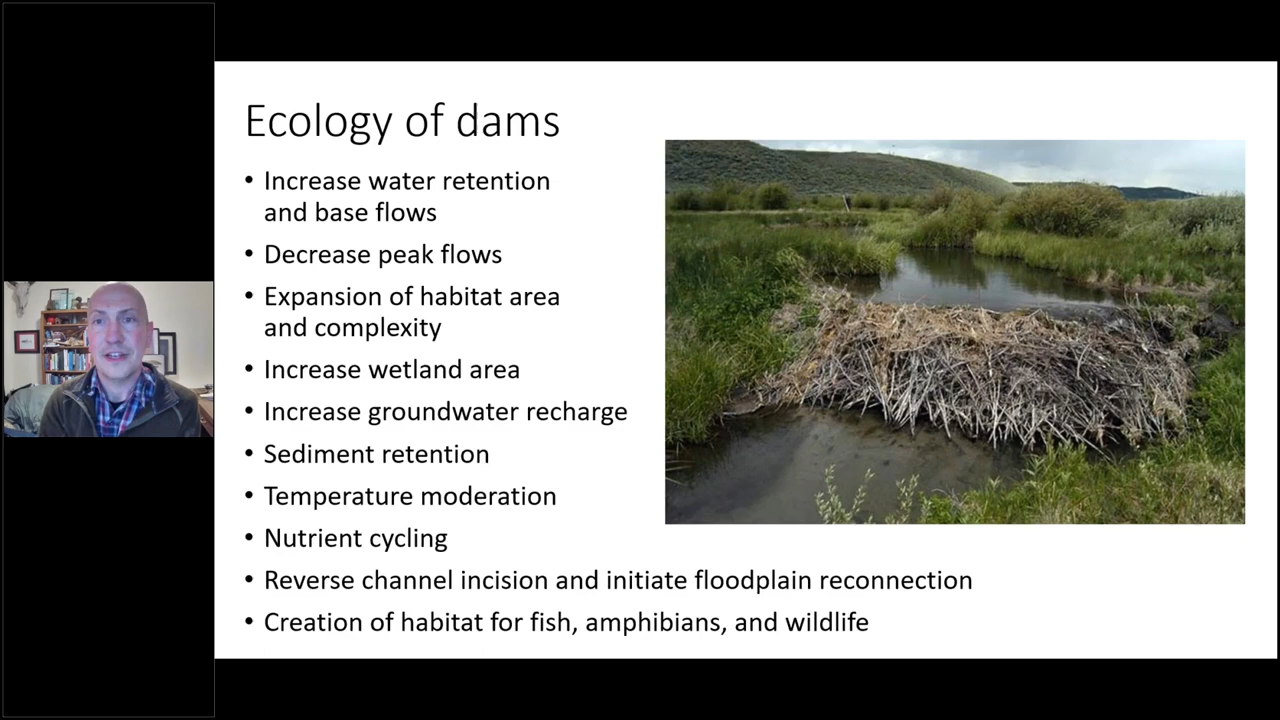 Ecology of dams
• Increase water retention
and base flows
• Decrease peak flows
• Expansion of habitat area
and complexity
• Increase wetland area
• Increase groundwater recharge
• Sediment retention
• Temperature moderation
• Nutrient cycling
• Reverse channel incision and initiate floodplain reconnection
• Creation of habitat for fish, amphibians, and wildlife